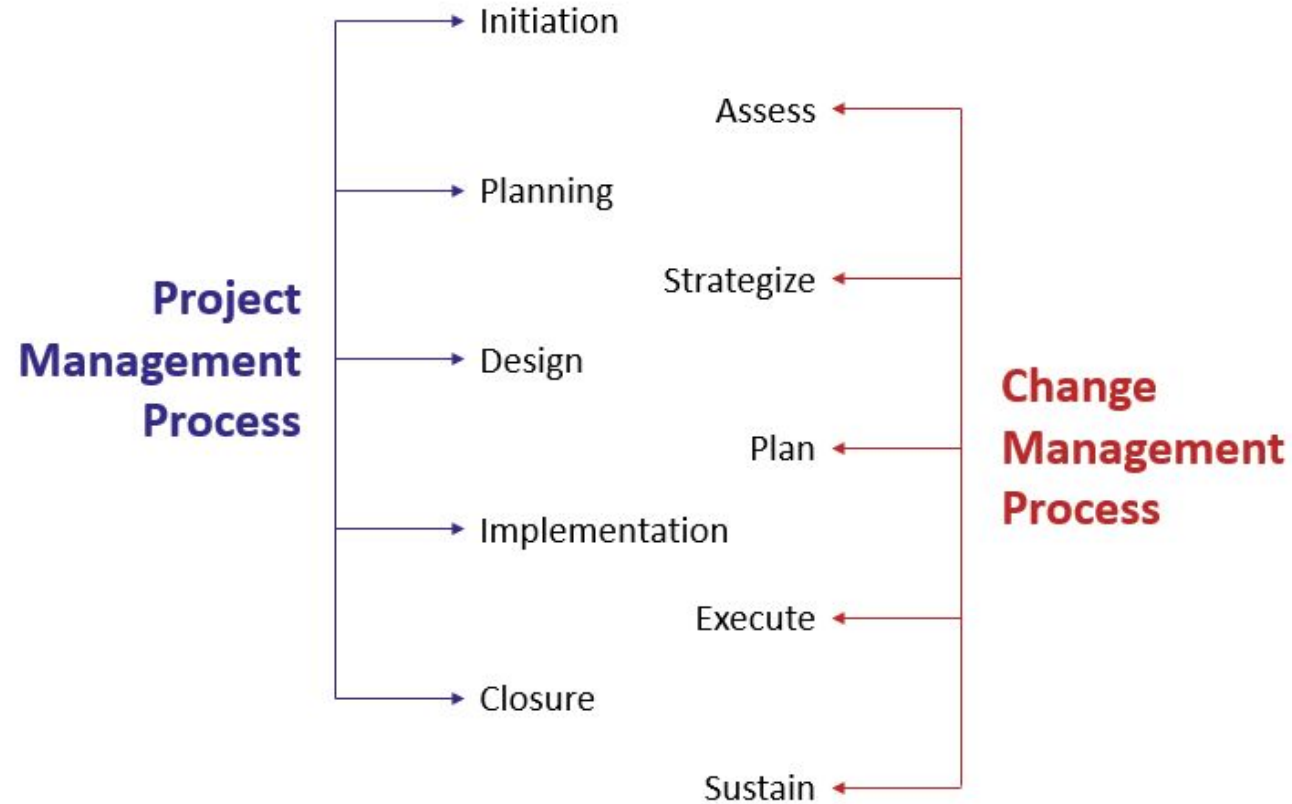 Initiation
Assess
Planning
Strategize
Project
Management
Process
Design
Change
Management
Process
Plan
Implementation
Execute
Closure
Sustain